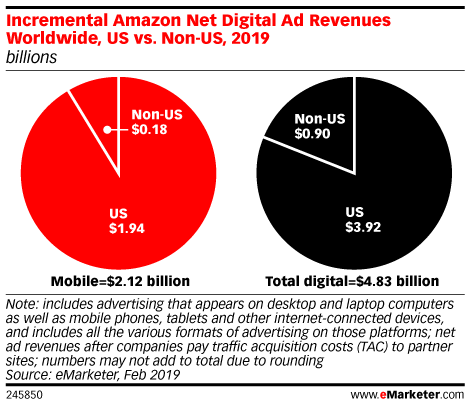 Incremental Amazon Net Digital Ad Revenues
Worldwide, US vs. Non-US, 2019
billions
Non-US
$0.18
US
$1.94
Mobile=$2.12 billion
Non-US
$0.90
US
$3.92
Total digital=$4.83 billion
Note: includes advertising that appears on desktop and laptop computers
as well as mobile phones, tablets and other internet-connected devices,
and includes all the various formats of advertising on those platforms; net
ad revenues after companies pay traffic acquisition costs (TAC) to partner
sites; numbers may not add to total due to rounding
Source: eMarketer, Feb 2019
245850
www.eMarketer.com